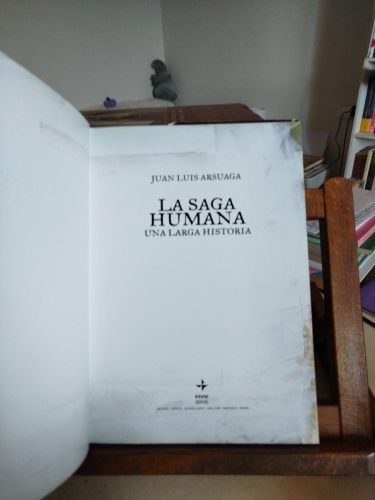 JUAN LUIS ARSUAGA
LA SAGA
HUMANA
UNA LARGA HISTORIA
EDAF
2006